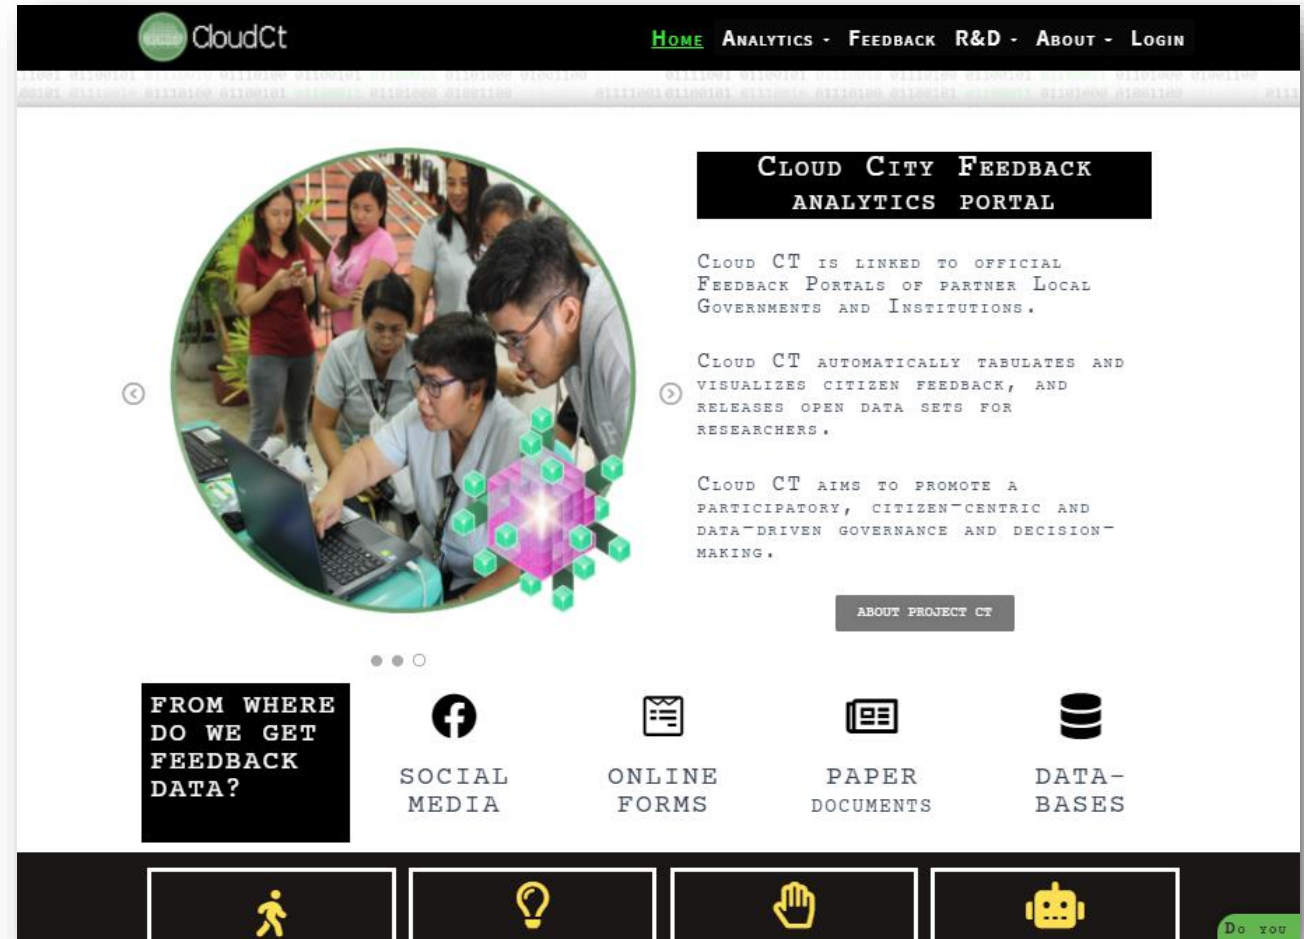 CloudCt
Home Analytics Feedback R&D About Login
Cloud City Feedback
analytics portal
Cloud CT is linked to official
Feedback Portals of partner Local
Governments and Institutions.
Cloud CT automatically tabulates and
visualizes citizen feedback, and
releases open data sets for
researchers.
Cloud CT aims to promote a
participatory, citizen-centric and
data-driven governance and decision-
making.
ABOUT PROJECT CT
FROM WHERE
DO WE GET
FEEDBACK
DATA?
SOCIAL
MEDIA
ONLINE
FORMS
PAPER
DOCUMENTS
DATA-
BASES
Do you